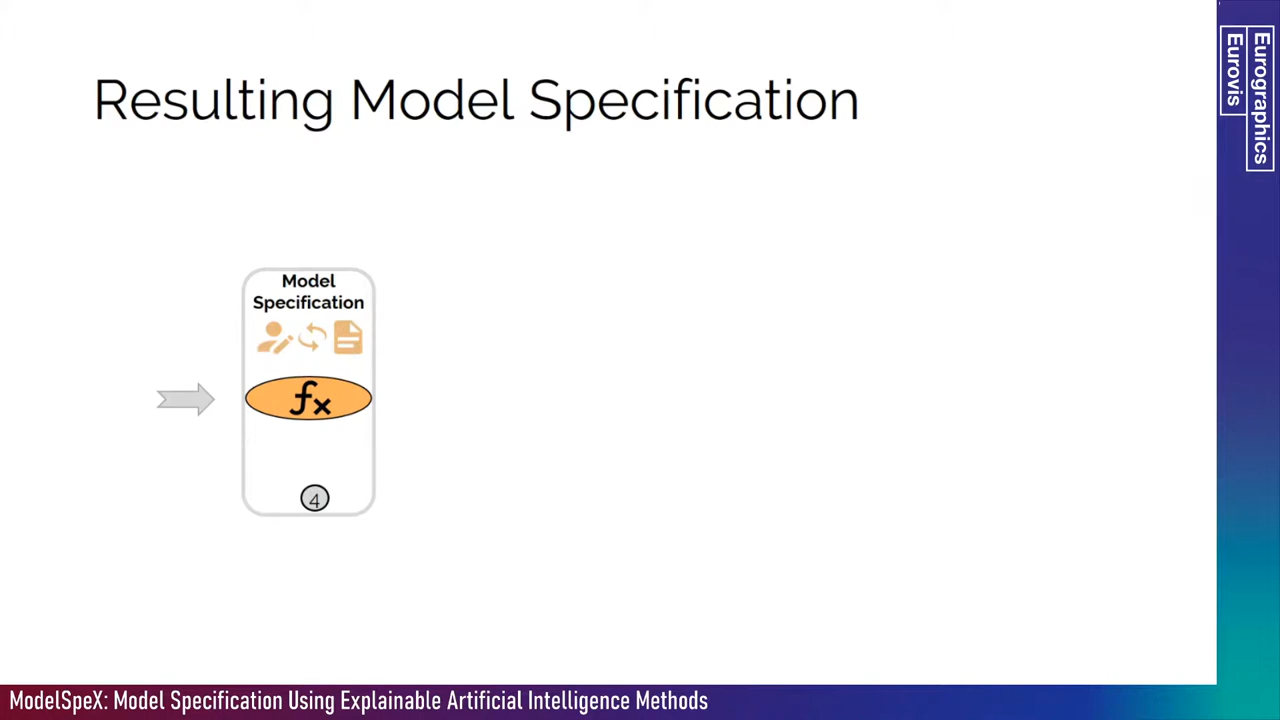 Resulting Model Specification
Eurographics
Eurovis
Model
Specification
fx
4
ModelSpeX: Model Specification Using Explainable Artificial Intelligence Methods